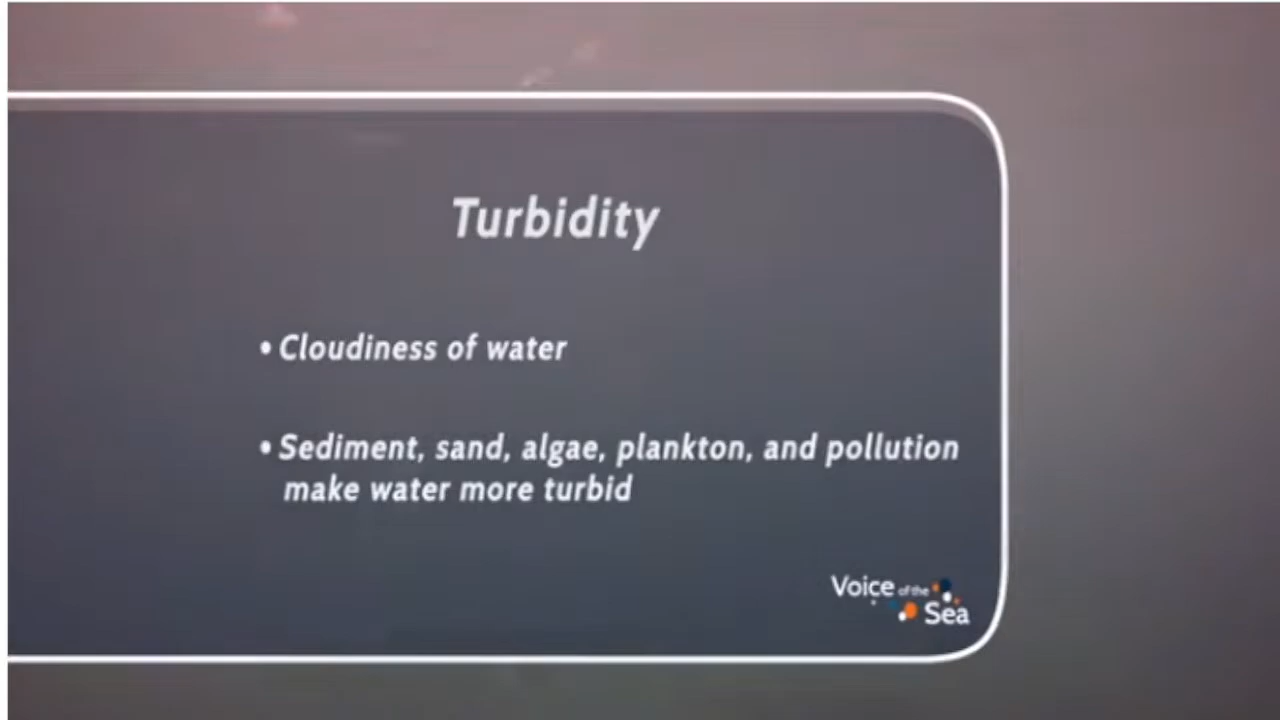 Turbidity
• Cloudiness of water
• Sediment, sand, algae, plankton, and pollution
make water more turbid
Voice of the
Sea